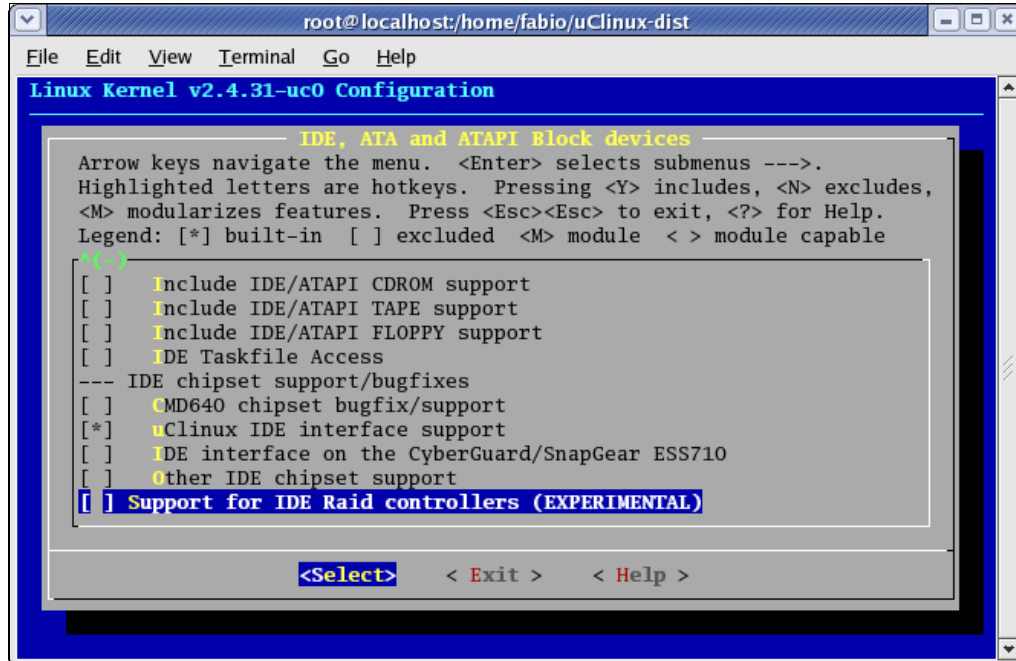 root@localhost:/home/fabio/uClinux-dist
File Edit View Terminal Go Help
Linux Kernel v2.4.31-uc0 Configuration
IDE, ATA and ATAPI Block devices
Arrow keys navigate the menu. <Enter> selects submenus --->.
Highlighted letters are hotkeys. Pressing <Y> includes, <N> excludes,
<M> modularizes features. Press <Esc><Esc> to exit, <?> for Help.
Legend: [*] built-in [ ] excluded <M> module < > module capable
^(-)
[ ] Include IDE/ATAPI CDROM support
[ ] Include IDE/ATAPI TAPE support
[ ] Include IDE/ATAPI FLOPPY support
[ ] IDE Taskfile Access
--- IDE chipset support/bugfixes
[ ] CMD640 chipset bugfix/support
[*] uClinux IDE interface support
[ ] IDE interface on the CyberGuard/SnapGear ESS710
[ ] Other IDE chipset support
[ ] Support for IDE Raid controllers (EXPERIMENTAL)
<Select> < Exit > < Help >